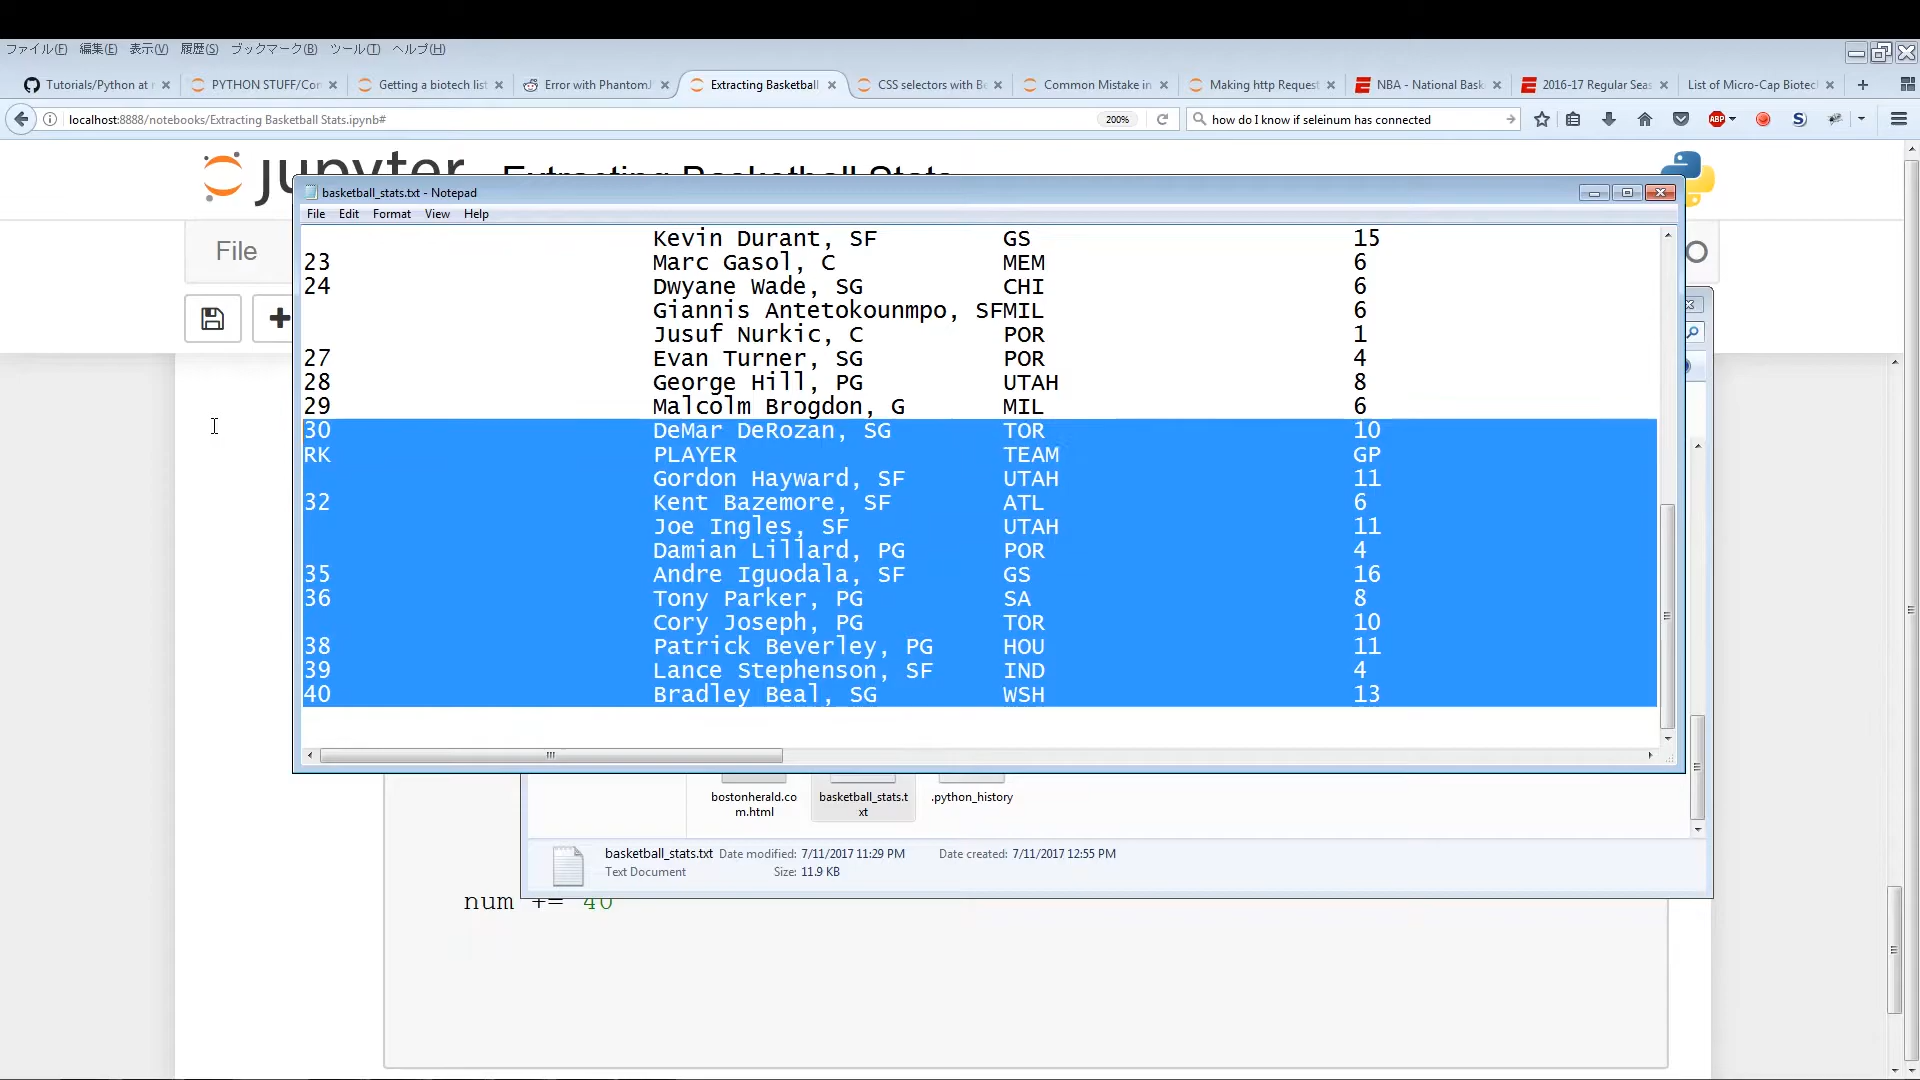 ファイル(F) 編集(E) 表示(V) 履歴(S) ブックマーク(B) ツール(T) ヘルプ(H)
Tutorials/Python at r PYTHON STUFF/Cor Getting a biotech list Error with PhantomJ Extracting Basketball CSS selectors with Be Common Mistake in Making http Request NBA - National Bask 2016-17 Regular Seas List of Micro-Cap Biotec
localhost:8888/notebooks/Extracting Basketball Stats.ipynb# 200% how do I know if seleinum has connected ABP S
jupyter Extracting Basketball Stats
basketball_stats.txt - Notepad
File Edit Format View Help
File
Kevin Durant, SF GS 15
23 Marc Gasol, C MEM 6
24 Dwyane Wade, SG CHI 6
Giannis Antetokounmpo, SFMIL 6
Jusuf Nurkic, C POR 1
27 Evan Turner, SG POR 4
28 George Hill, PG UTAH 8
29 Malcolm Brogdon, G MIL 6
30 DeMar DeRozan, SG TOR 10
RK PLAYER TEAM GP
Gordon Hayward, SF UTAH 11
32 Kent Bazemore, SF ATL 6
Joe Ingles, SF UTAH 11
Damian Lillard, PG POR 4
35 Andre Iguodala, SF GS 16
36 Tony Parker, PG SA 8
Cory Joseph, PG TOR 10
38 Patrick Beverley, PG HOU 11
39 Lance Stephenson, SF IND 4
40 Bradley Beal, SG WSH 13
bostonherald.co basketball_stats.t .python_history
m.html xt
basketball_stats.txt Date modified: 7/11/2017 11:29 PM Date created: 7/11/2017 12:55 PM
Text Document Size: 11.9 KB
num += 40